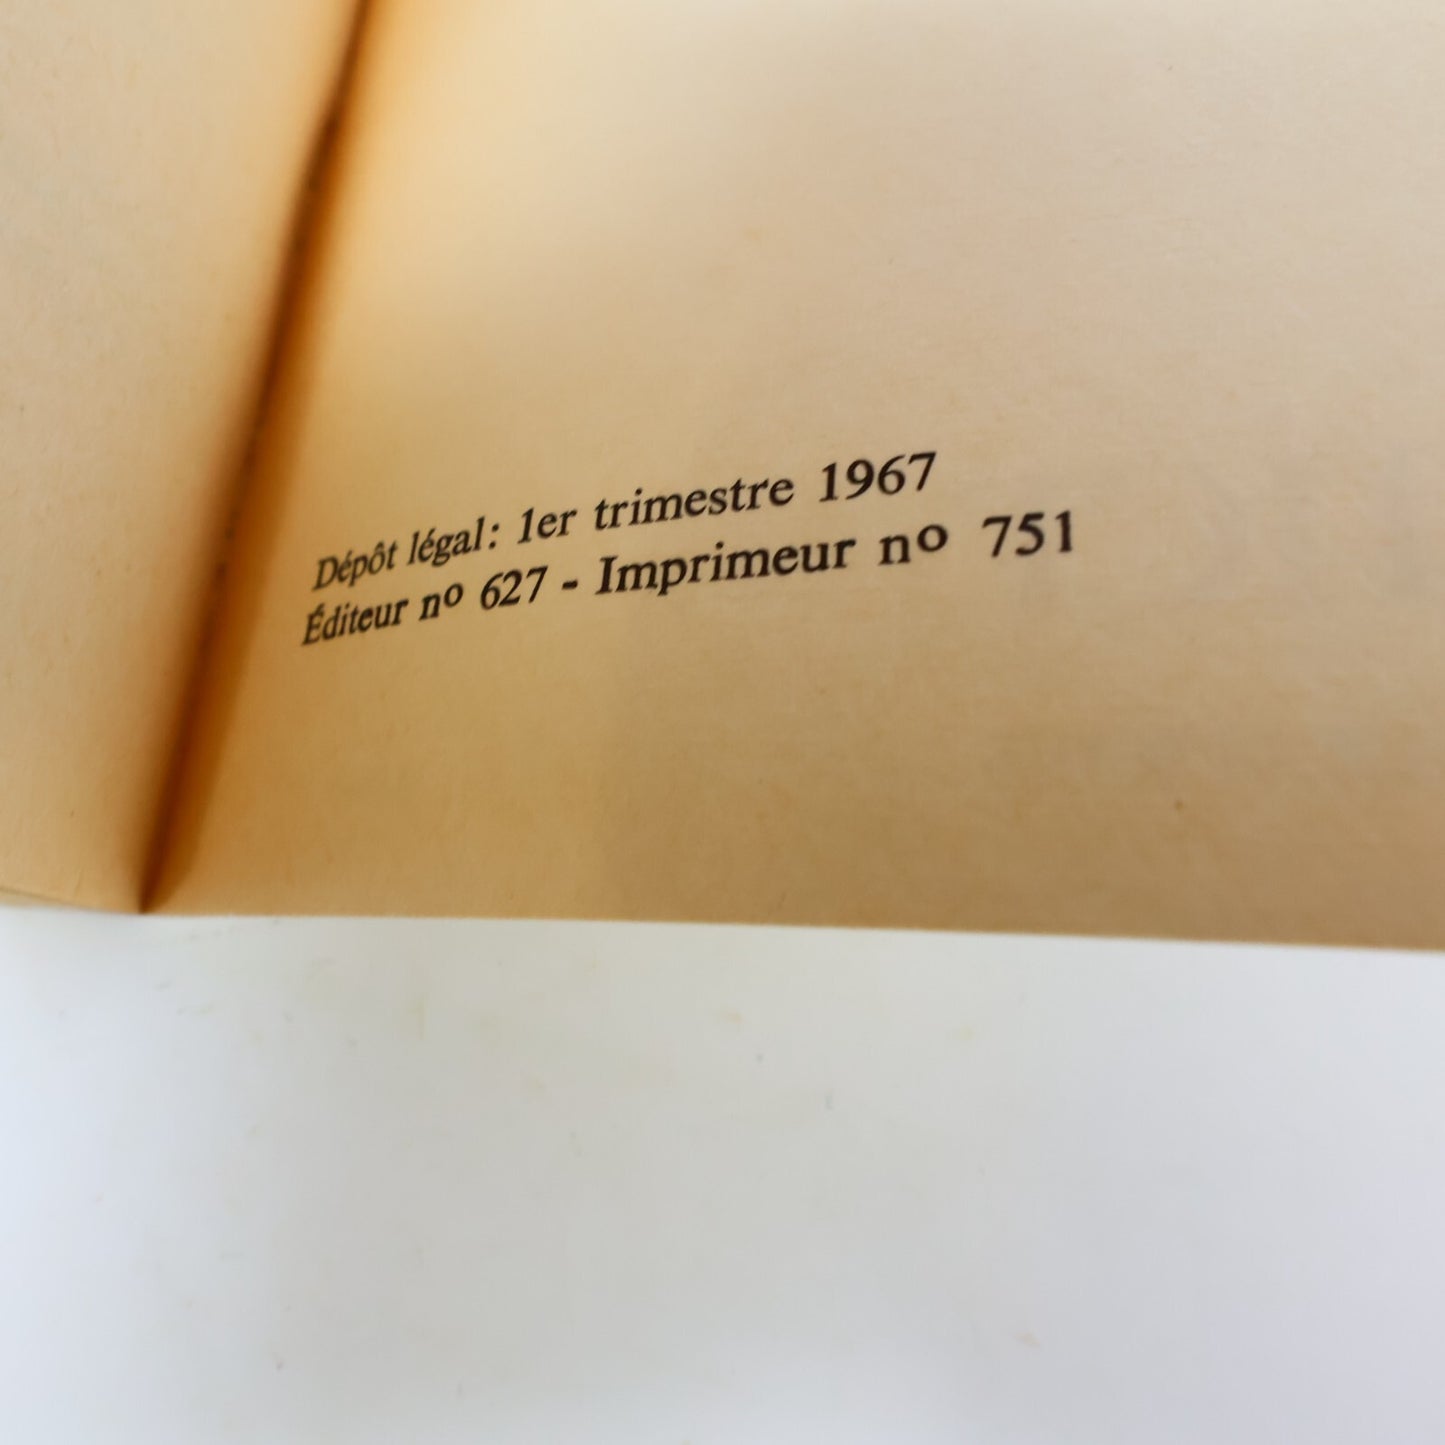 Dépôt légal: 1er trimestre 1967
Éditeur nº 627 - Imprimeur nº 751